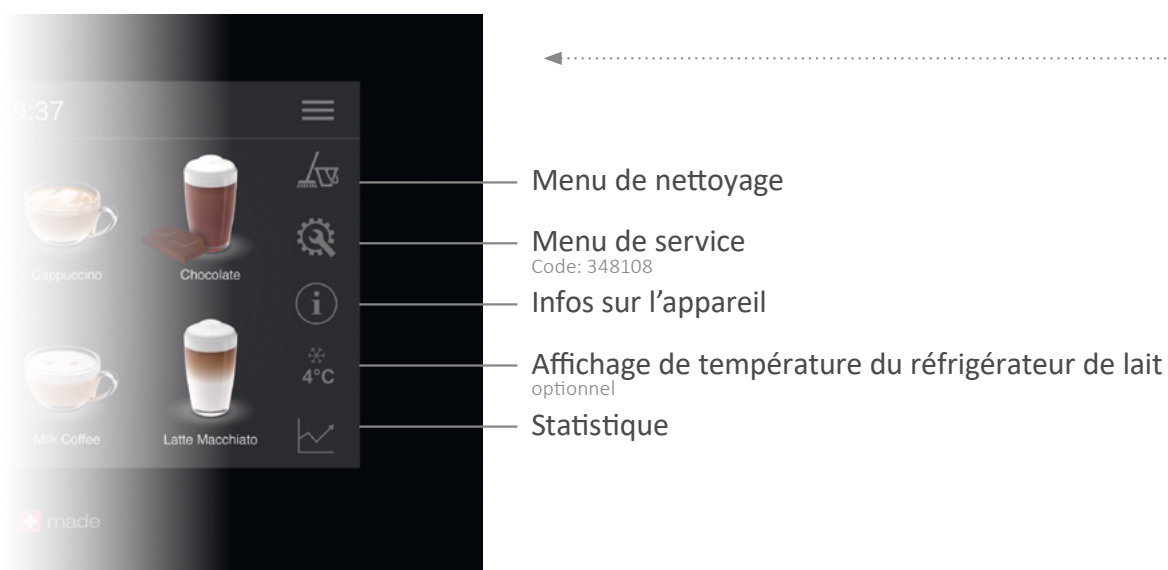 9:37
Cappuccino
Chocolate
Milk Coffee
Latte Macchiato
4°C
made
Menu de nettoyage
Menu de service
Code: 348108
Infos sur l’appareil
Affichage de température du réfrigérateur de lait
optionnel
Statistique